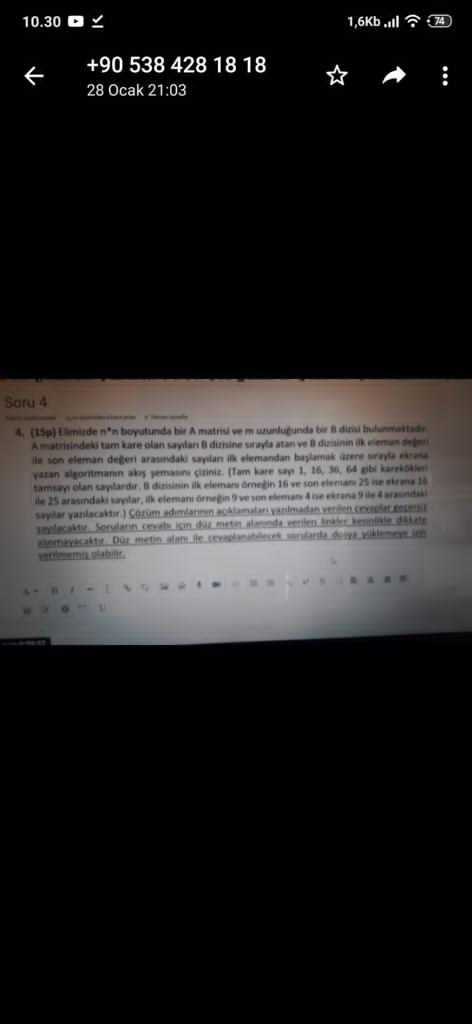 10.30
1,6Kb
74
+90 538 428 18 18
28 Ocak 21:03
Soru 4
4. (15p) Elimizde n*n boyutunda bir A matrisi ve m uzunluğunda bir B dizisi bulunmaktadır.
A matrisindeki tam kare olan sayıları B dizisine sırayla atan ve B dizisinin ilk eleman değeri
ile son eleman değeri arasındaki sayıları ilk elemandan başlamak üzere sırayla ekrana
yazan algoritmanın akış şemasını çiziniz. (Tam kare sayı 1, 16, 36, 64 gibi karekökleri
tamsayı olan sayılardır. B dizisinin ilk elemanı örneğin 16 ve son elemanı 25 ise ekrana 16
ile 25 arasındaki sayılar, ilk elemanı örneğin 9 ve son elemanı 4 ise ekrana 9 ile 4 arasındaki
sayılar yazılacaktır.) Çözüm adımlarının açıklamaları yazılmadan verilen cevaplar geçersiz
sayılacaktır. Soruların cevabı için düz metin alanında verilen linkler kesinlikle dikkate
alınmayacaktır. Düz metin alanı ile cevaplanabilecek sorularda dosya yüklemeye izin
verilmemiş olabilir.